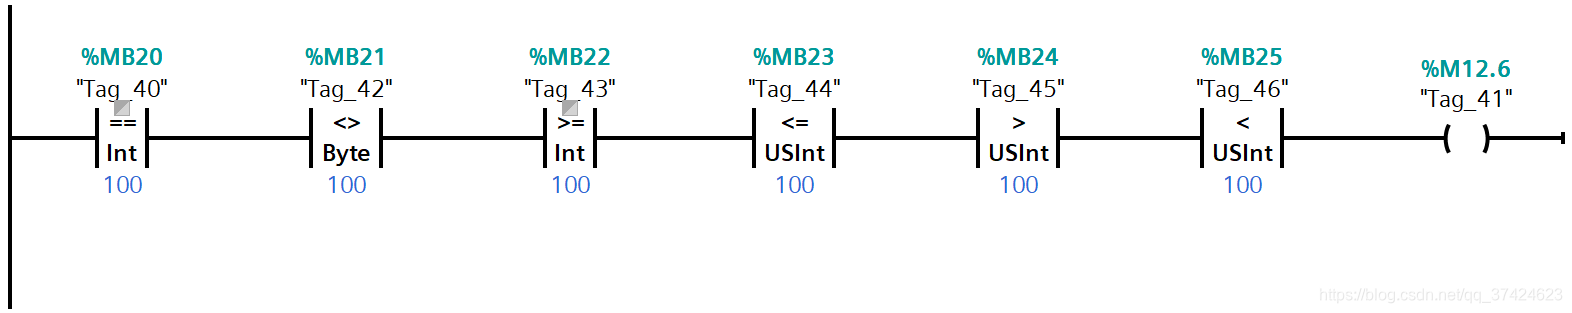 %MB20 %MB21 %MB22 %MB23 %MB24 %MB25 %M12.6
"Tag_40" "Tag_42" "Tag_43" "Tag_44" "Tag_45" "Tag_46" "Tag_41"
== <> >= <= > < ( )
Int Byte Int USInt USInt USInt
100 100 100 100 100 100
https://blog.csdn.net/qq_37424623